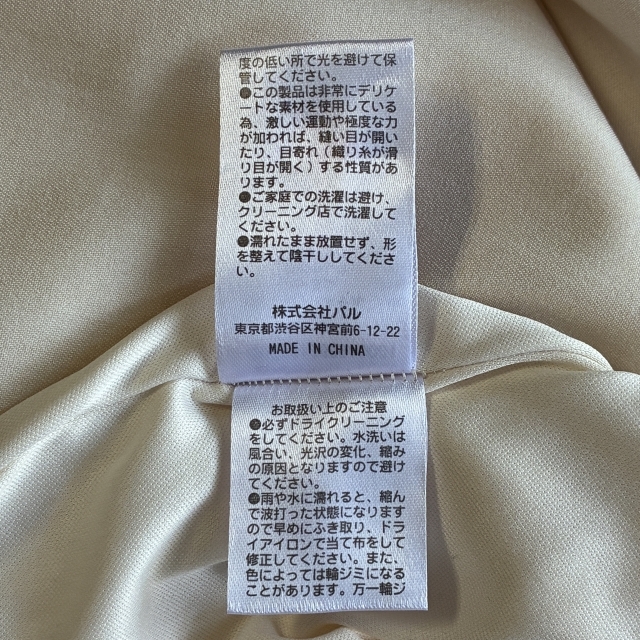 度の低い所で光を避けて保
管してください。
●この製品は非常にデリケ
ートな素材を使用している
為、激しい運動や極度な力
が加われば、縫い目が開い
たり、目寄れ（織り糸が滑
り目が開く）する性質があ
ります。
●ご家庭での洗濯は避け、
クリーニング店で洗濯して
ください。
●濡れたまま放置せず、形
を整えて陰干ししてくださ
い。
株式会社パル
東京都渋谷区神宮前6-12-22
MADE IN CHINA
お取扱い上のご注意
●必ずドライクリーニング
をしてください。水洗いは
風合い、光沢の変化、縮み
の原因となりますので避け
てください。
●雨や水に濡れると、縮ん
で波打った状態になります
ので早めにふき取り、ドラ
イアイロンで当て布をして
修正してください。また、
色によっては輪ジミになる
ことがあります。万一輪ジ